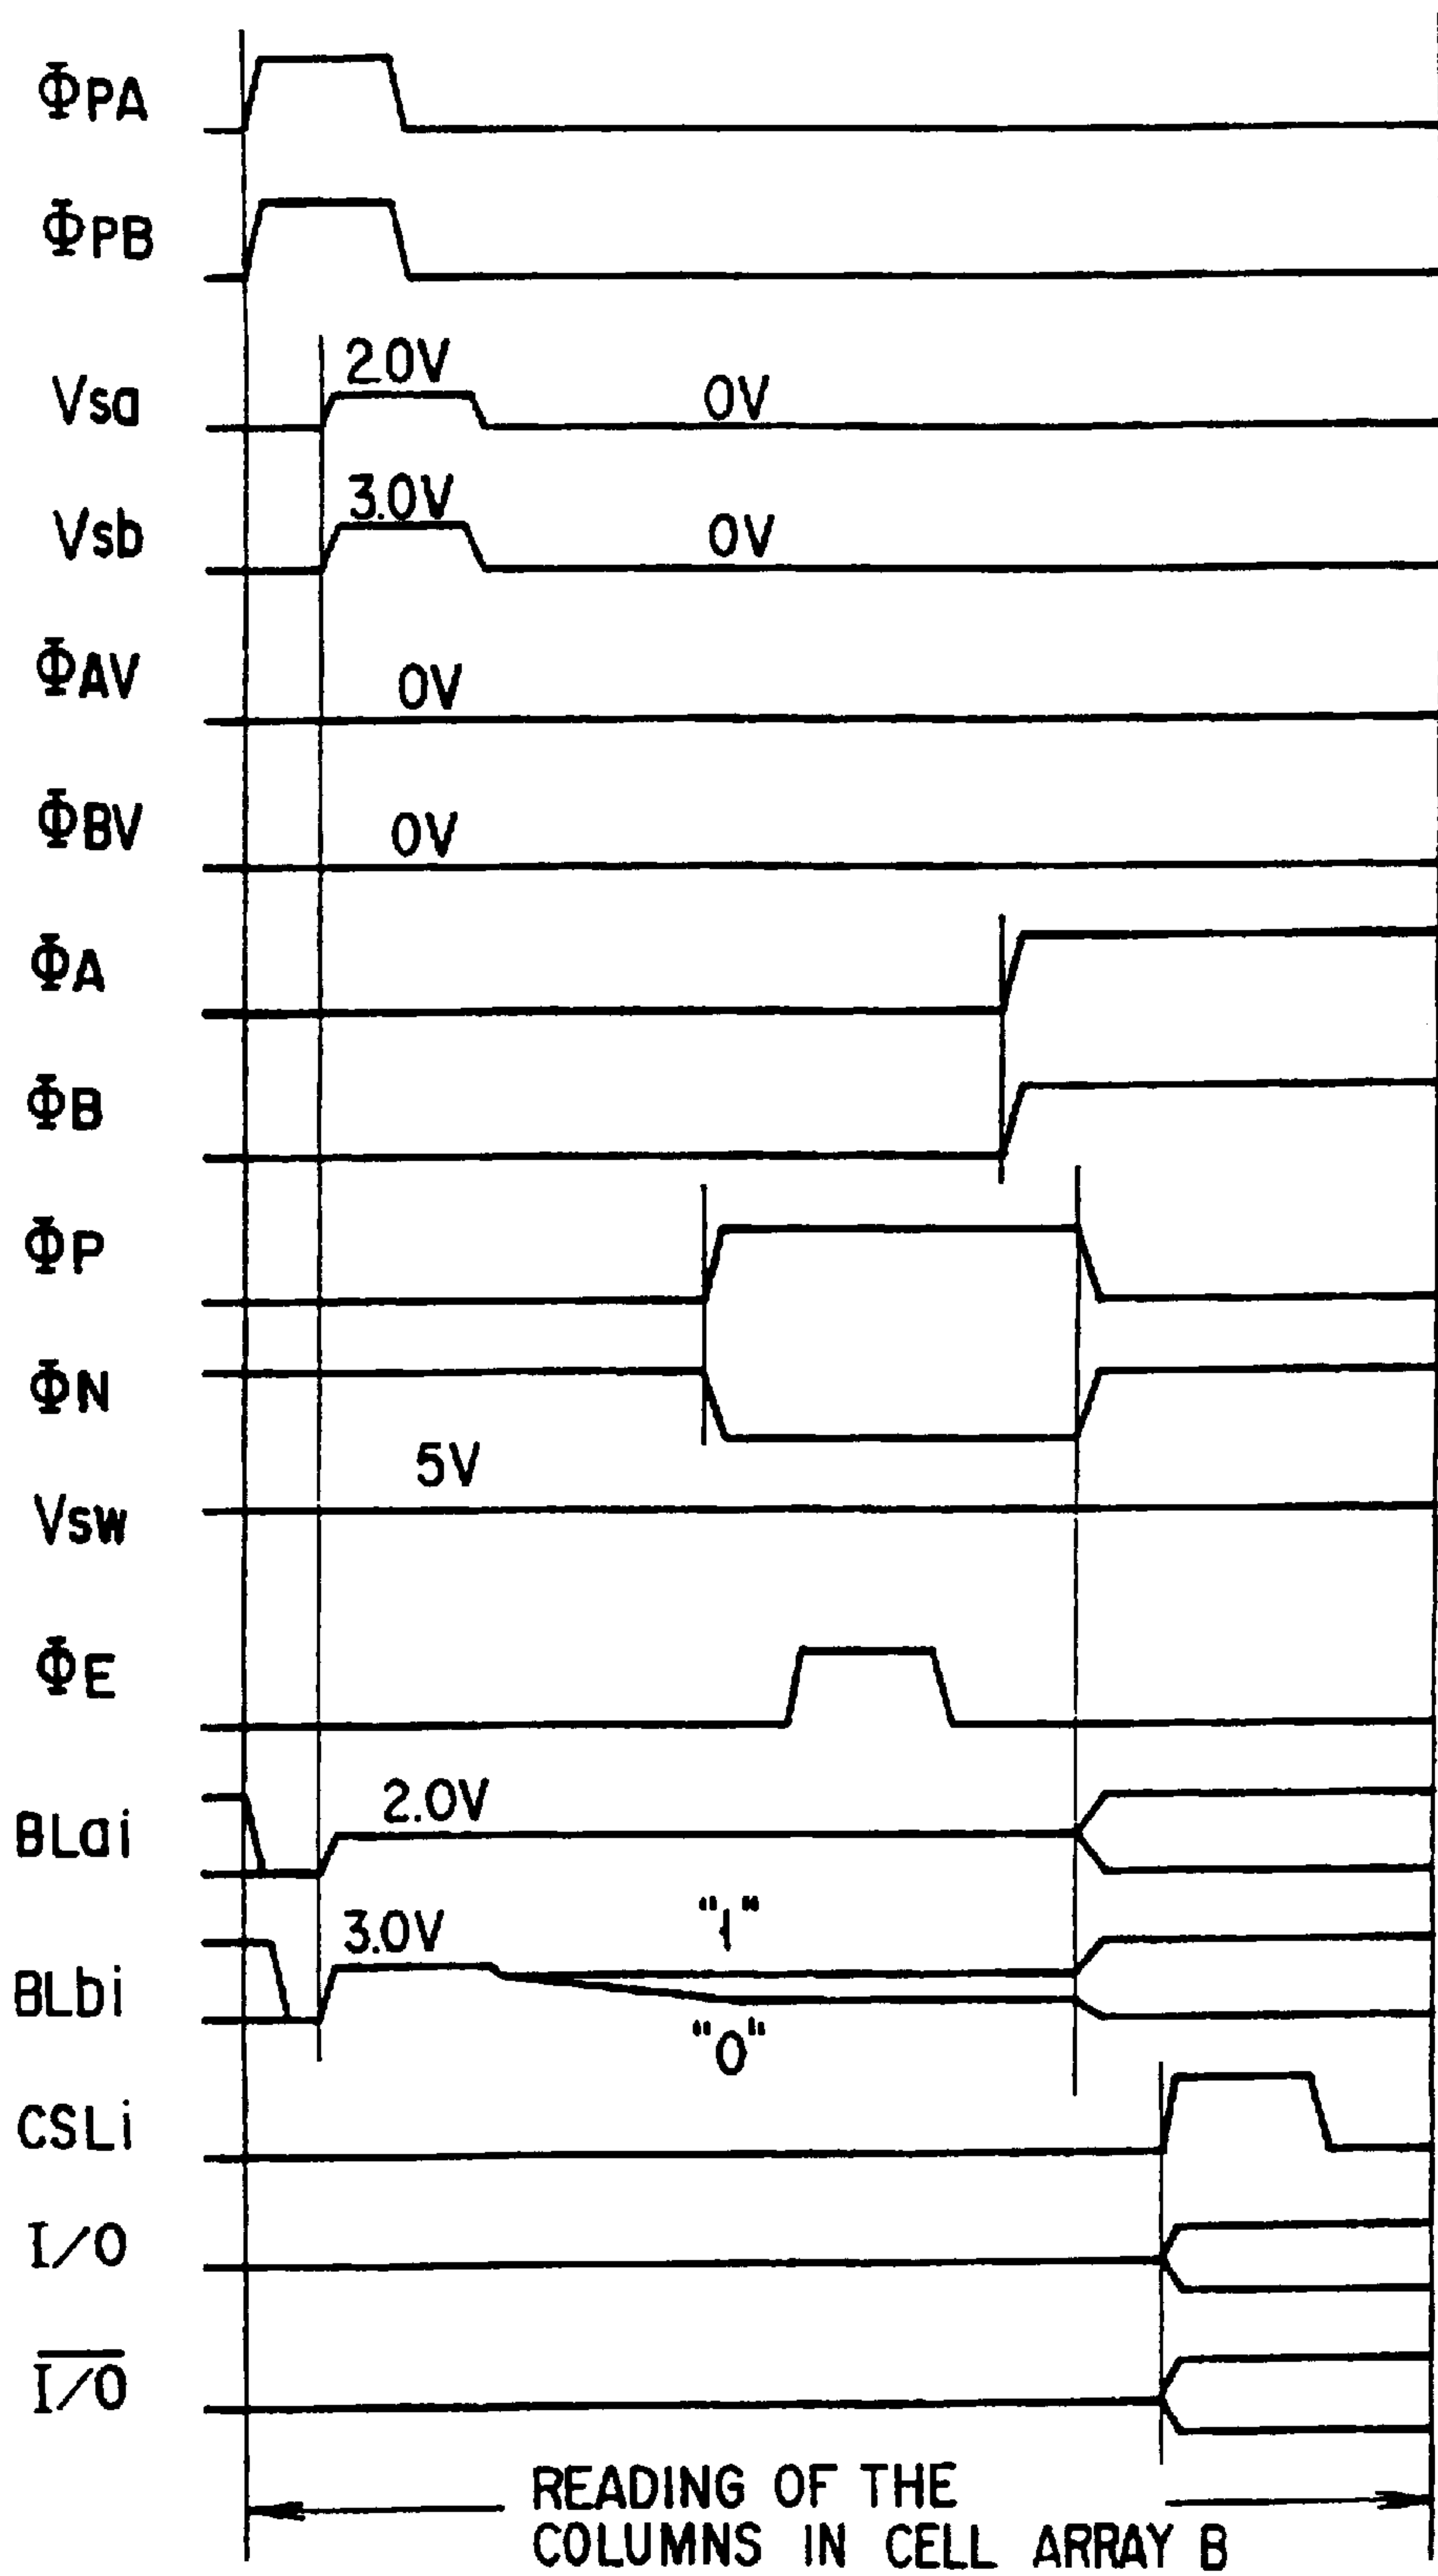 ΦPA
ΦPB
Vsa 2.0V 0V
Vsb 3.0V 0V
ΦAV 0V
ΦBV 0V
ΦA
ΦB
ΦP
ΦN
Vsw 5V
ΦE
BLai 2.0V
BLbi 3.0V "1"
"0"
CSLi
I/O
I/O
READING OF THE
COLUMNS IN CELL ARRAY B